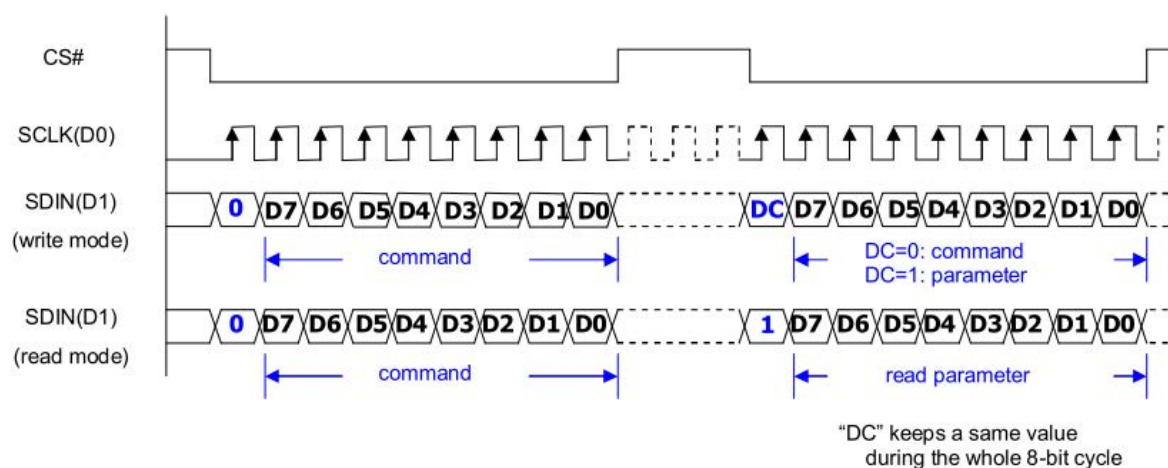 CS#
SCLK(D0)
SDIN(D1) 0 D7 D6 D5 D4 D3 D2 D1 D0 DC D7 D6 D5 D4 D3 D2 D1 D0
(write mode)
command
DC=0: command
DC=1: parameter
SDIN(D1) 0 D7 D6 D5 D4 D3 D2 D1 D0 1 D7 D6 D5 D4 D3 D2 D1 D0
(read mode)
command
read parameter
“DC” keeps a same value
during the whole 8-bit cycle